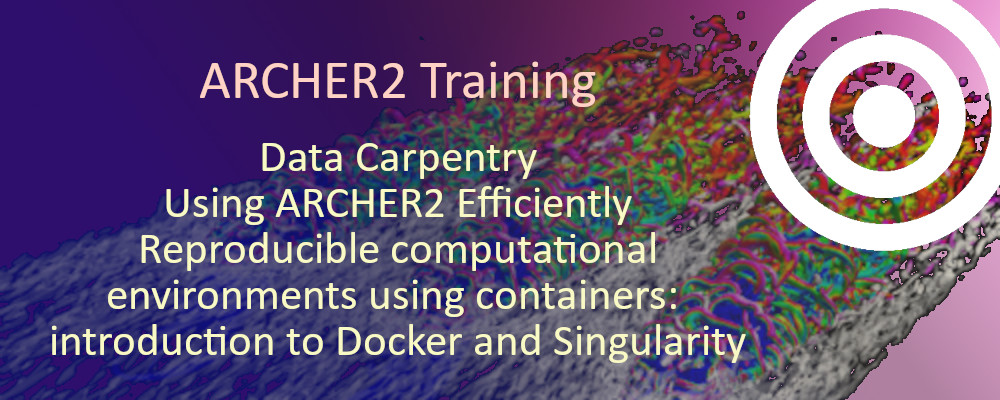 ARCHER2 Training
Data Carpentry
Using ARCHER2 Efficiently
Reproducible computational
environments using containers:
introduction to Docker and Singularity